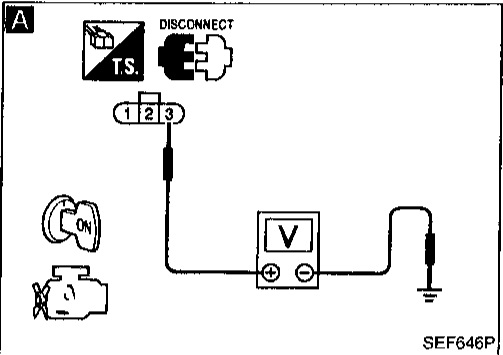 A
DISCONNECT
T.S.
1 2 3
ON
V
+ −
SEF646P